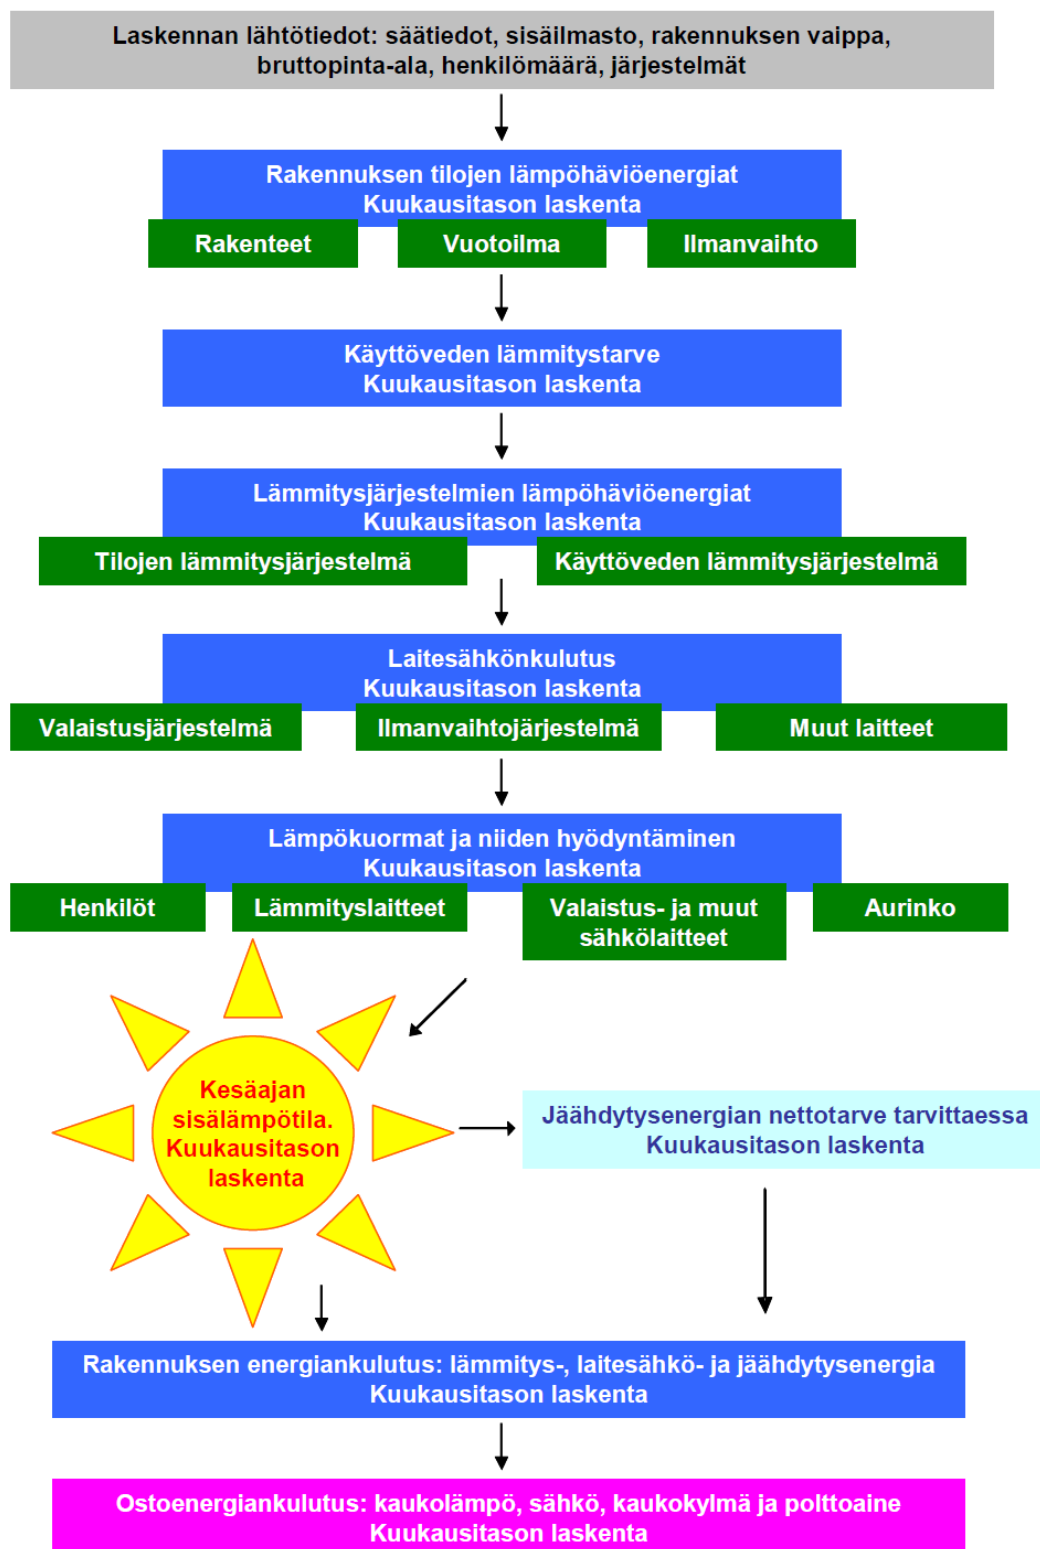 Laskennan lähtötiedot: säätiedot, sisäilmasto, rakennuksen vaippa,
bruttopinta-ala, henkilömäärä, järjestelmät
Rakennuksen tilojen lämpöhäviöenergiat
Kuukausitason laskenta
Rakenteet
Vuotoilma
Ilmanvaihto
Käyttöveden lämmitystarve
Kuukausitason laskenta
Lämmitysjärjestelmien lämpöhäviöenergiat
Kuukausitason laskenta
Tilojen lämmitysjärjestelmä
Käyttöveden lämmitysjärjestelmä
Laitesähkönkulutus
Kuukausitason laskenta
Valaistusjärjestelmä
Ilmanvaihtojärjestelmä
Muut laitteet
Lämpökuormat ja niiden hyödyntäminen
Kuukausitason laskenta
Henkilöt
Lämmityslaitteet
Valaistus- ja muut
sähkölaitteet
Aurinko
Kesäajan
sisälämpötila.
Kuukausitason
laskenta
Jäähdytysenergian nettotarve tarvittaessa
Kuukausitason laskenta
Rakennuksen energiankulutus: lämmitys-, laitesähkö- ja jäähdytysenergia
Kuukausitason laskenta
Ostoenergiankulutus: kaukolämpö, sähkö, kaukokylmä ja polttoaine
Kuukausitason laskenta